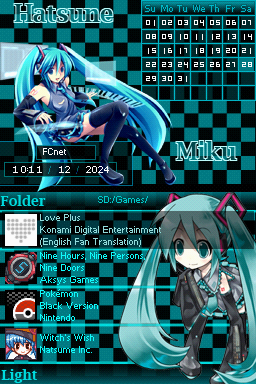 Hatsune
Su Mo Tu We Th Fr Sa
01 02 03 04 05 06 07
08 09 10 11 12 13 14
15 16 17 18 19 20 21
22 23 24 25 26 27 28
29 30 31
FCnet
Miku
10:11 / 12 / 2024
Folder SD:/Games/
Love Plus
Konami Digital Entertainment
(English Fan Translation)
Nine Hours, Nine Persons,
Nine Doors
Aksys Games
Pokémon
Black Version
Nintendo
Witch's Wish
Natsume Inc.
Light